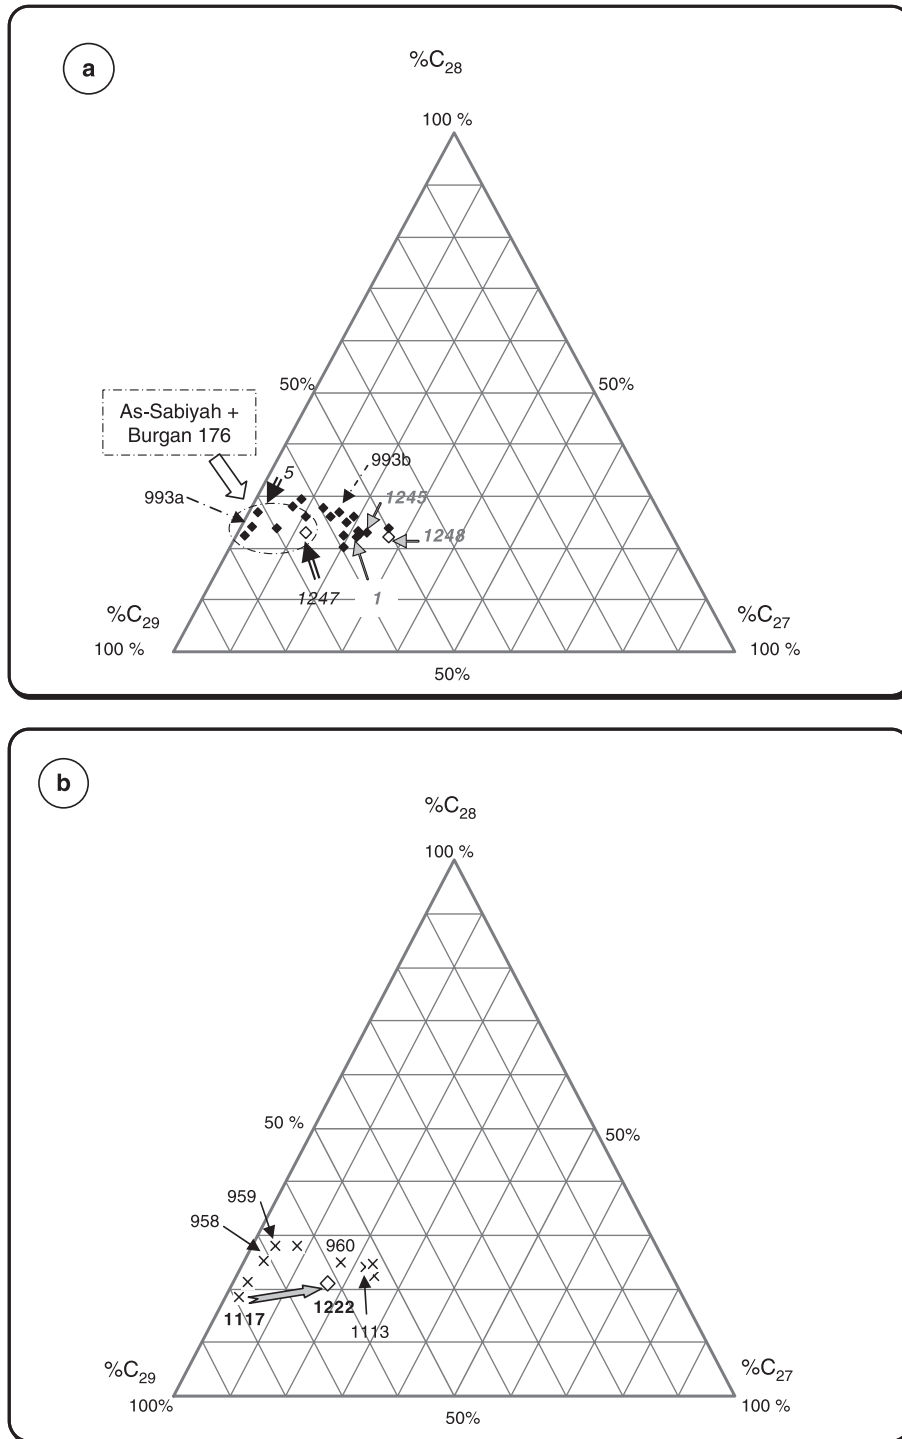 a
%C₂₈
100 %
50%
50%
As-Sabiyah +
Burgan 176
993b
5
993a
1245
1248
1247
1
%C₂₉
%C₂₇
100 %
100 %
50%
b
%C₂₈
100 %
50 %
50%
959
958
960
1222
1117
1113
%C₂₉
%C₂₇
100%
100 %
50%